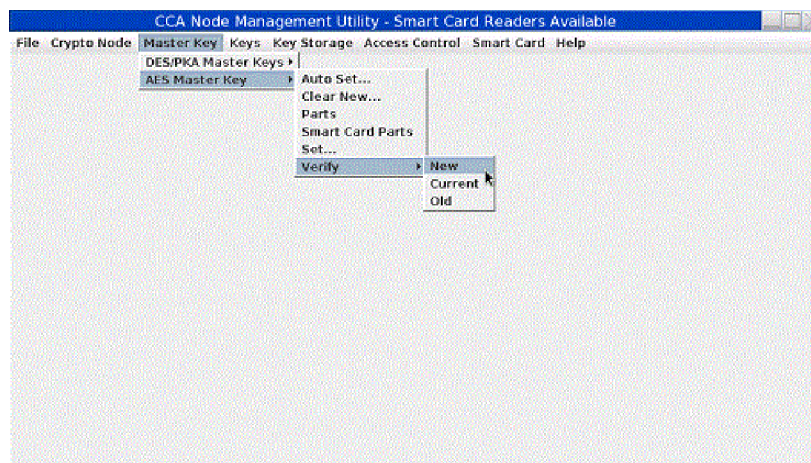 CCA Node Management Utility - Smart Card Readers Available
File Crypto Node Master Key Keys Key Storage Access Control Smart Card Help
DES/PKA Master Keys
AES Master Key
Auto Set...
Clear New...
Parts
Smart Card Parts
Set...
Verify
New
Current
Old